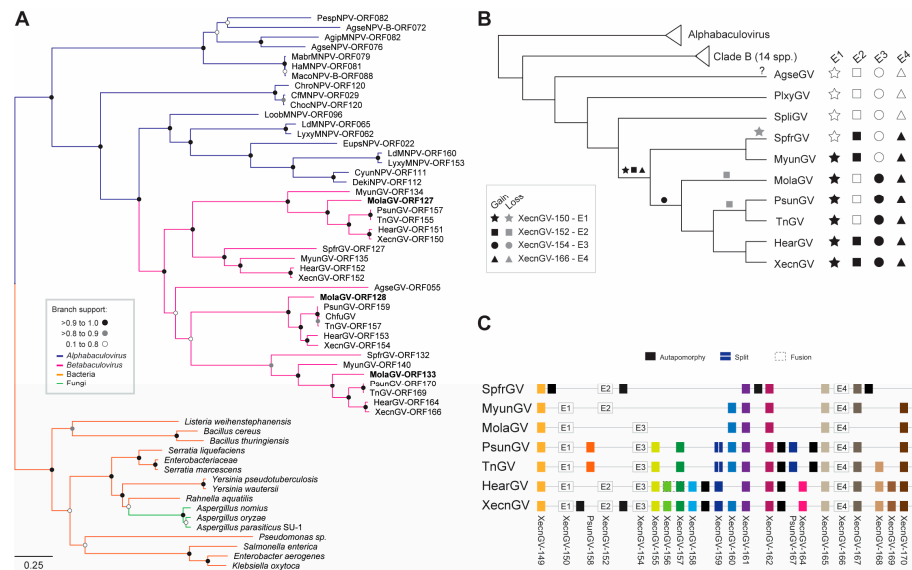 A
PespNPV-ORF082
AgseNPV-B-ORF072
AgipMNPV-ORF082
AgseNPV-ORF076
MabrMNPV-ORF079
HaMNPV-ORF081
MacoNPV-B-ORF088
ChroNPV-ORF120
CfMNPV-ORF029
ChocNPV-ORF120
LoobMNPV-ORF096
LdMNPV-ORF065
LyxyMNPV-ORF062
EupsNPV-ORF022
LdMNPV-ORF160
LyxyMNPV-ORF153
CyunNPV-ORF111
DekiNPV-ORF112
MyunGV-ORF134
MolaGV-ORF127
PsunGV-ORF157
TnGV-ORF155
HearGV-ORF151
XecnGV-ORF150
SpfrGV-ORF127
MyunGV-ORF135
HearGV-ORF152
XecnGV-ORF152
AgseGV-ORF055
MolaGV-ORF128
PsunGV-ORF159
ChfuGV
TnGV-ORF157
HearGV-ORF153
XecnGV-ORF154
SpfrGV-ORF132
MyunGV-ORF140
MolaGV-ORF133
PsunGV-ORF170
TnGV-ORF169
HearGV-ORF164
XecnGV-ORF166
Branch support:
>0.9 to 1.0
>0.8 to 0.9
0.1 to 0.8
Alphabaculovirus
Betabaculovirus
Bacteria
Fungi
Listeria weihenstephanensis
Bacillus cereus
Bacillus thuringiensis
Serratia liquefaciens
Enterobacteriaceae
Serratia marcescens
Yersinia pseudotuberculosis
Yersinia wautersii
Rahnella aquatilis
Aspergillus nomius
Aspergillus oryzae
Aspergillus parasiticus SU-1
Pseudomonas sp.
Salmonella enterica
Enterobacter aerogenes
Klebsiella oxytoca
0.25
B
Alphabaculovirus
Clade B (14 spp.)
E1 E2 E3 E4
?
AgseGV
PlxyGV
SpliGV
SpfrGV
MyunGV
MolaGV
PsunGV
TnGV
HearGV
XecnGV
Gain Loss
XecnGV-150 - E1
XecnGV-152 - E2
XecnGV-154 - E3
XecnGV-166 - E4
C
Autapomorphy Split Fusion
SpfrGV E2 E4
MyunGV E1 E2 E4
MolaGV E1 E3 E4
PsunGV E1 E3 E4
TnGV E1 E3 E4
HearGV E1 E2 E3 E4
XecnGV E1 E2 E3 E4
XecnGV-149
XecnGV-150
PsunGV-158
XecnGV-152
XecnGV-154
XecnGV-155
XecnGV-156
XecnGV-157
XecnGV-158
XecnGV-159
XecnGV-160
XecnGV-161
XecnGV-162
PsunGV-167
XecnGV-164
XecnGV-165
XecnGV-166
XecnGV-167
XecnGV-168
XecnGV-169
XecnGV-170